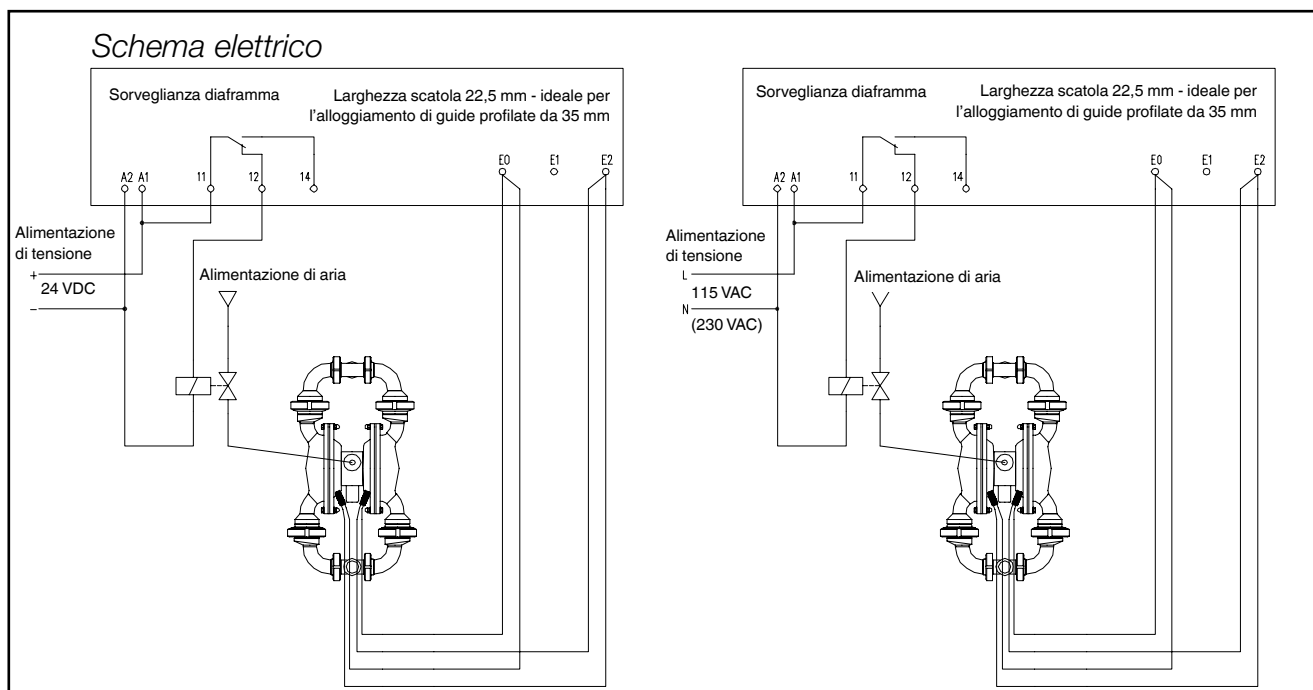 Schema elettrico
Sorveglianza diaframma
Larghezza scatola 22,5 mm - ideale per
l'alloggiamento di guide profilate da 35 mm
E0
E1
E2
A2
A1
11
12
14
Alimentazione
di tensione
+
24 VDC
–
Alimentazione di aria
Sorveglianza diaframma
Larghezza scatola 22,5 mm - ideale per
l'alloggiamento di guide profilate da 35 mm
E0
E1
E2
A2
A1
11
12
14
Alimentazione
di tensione
L
115 VAC
N
(230 VAC)
Alimentazione di aria